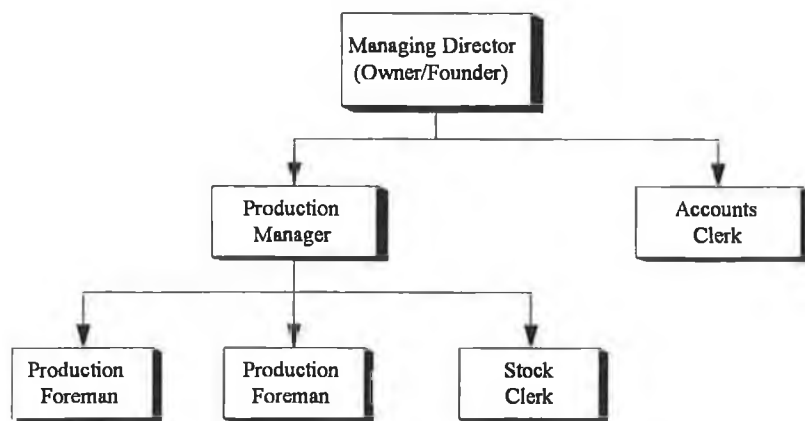 Managing Director
(Owner/Founder)
Production
Manager
Accounts
Clerk
Production
Foreman
Production
Foreman
Stock
Clerk